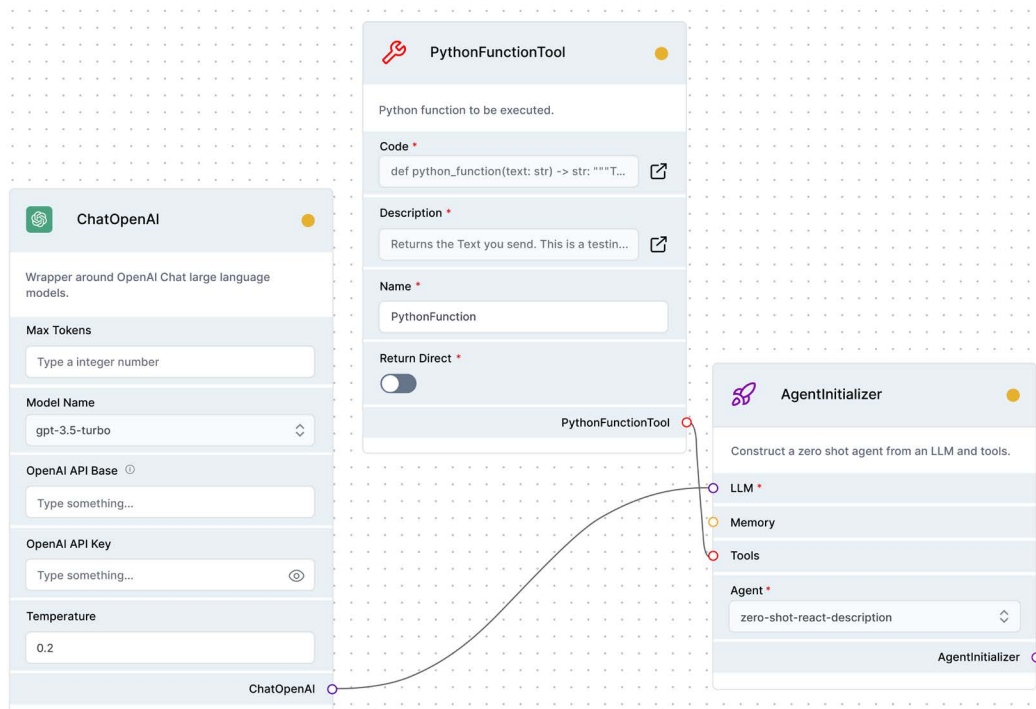 PythonFunctionTool
Python function to be executed.
Code *
def python_function(text: str) -> str: """T...
Description *
Returns the Text you send. This is a testin...
Name *
PythonFunction
Return Direct *
PythonFunctionTool
ChatOpenAI
Wrapper around OpenAI Chat large language
models.
Max Tokens
Type a integer number
Model Name
gpt-3.5-turbo
OpenAI API Base
Type something...
OpenAI API Key
Type something...
Temperature
0.2
ChatOpenAI
AgentInitializer
Construct a zero shot agent from an LLM and tools.
LLM *
Memory
Tools
Agent *
zero-shot-react-description
AgentInitializer